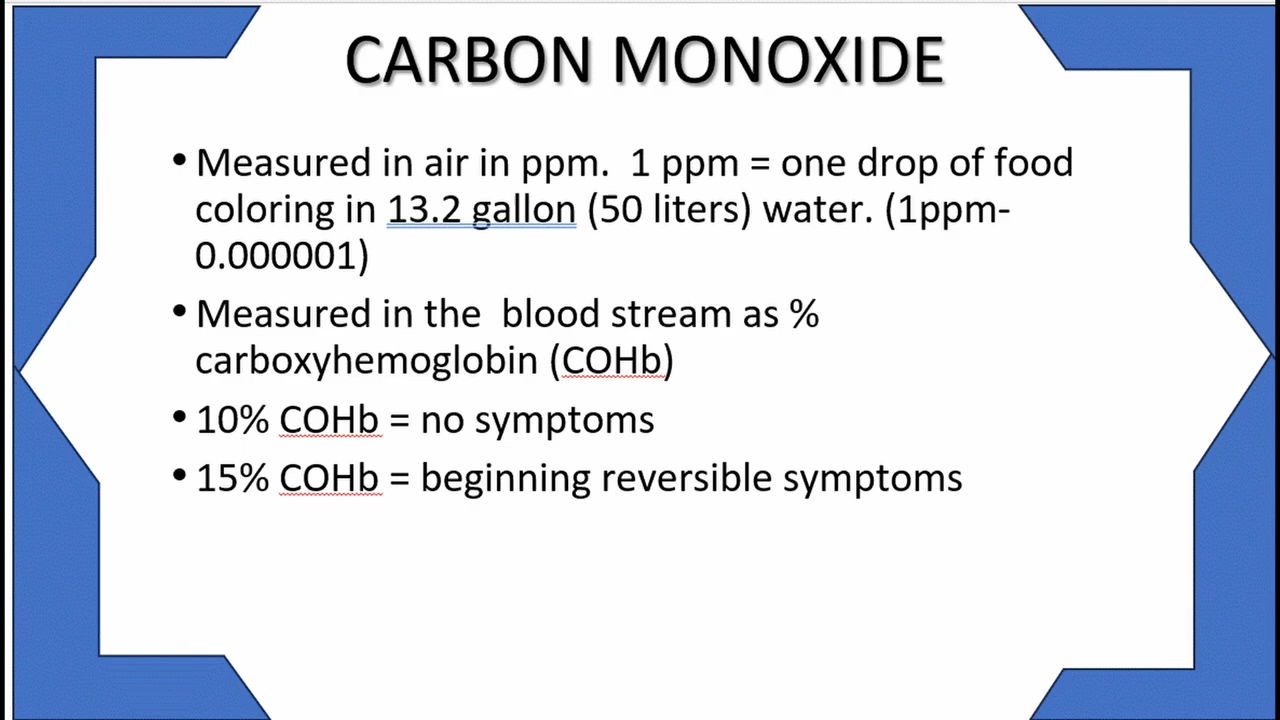 CARBON MONOXIDE
• Measured in air in ppm.  1 ppm = one drop of food
coloring in 13.2 gallon (50 liters) water. (1ppm-
0.000001)
• Measured in the  blood stream as %
carboxyhemoglobin (COHb)
• 10% COHb = no symptoms
• 15% COHb = beginning reversible symptoms